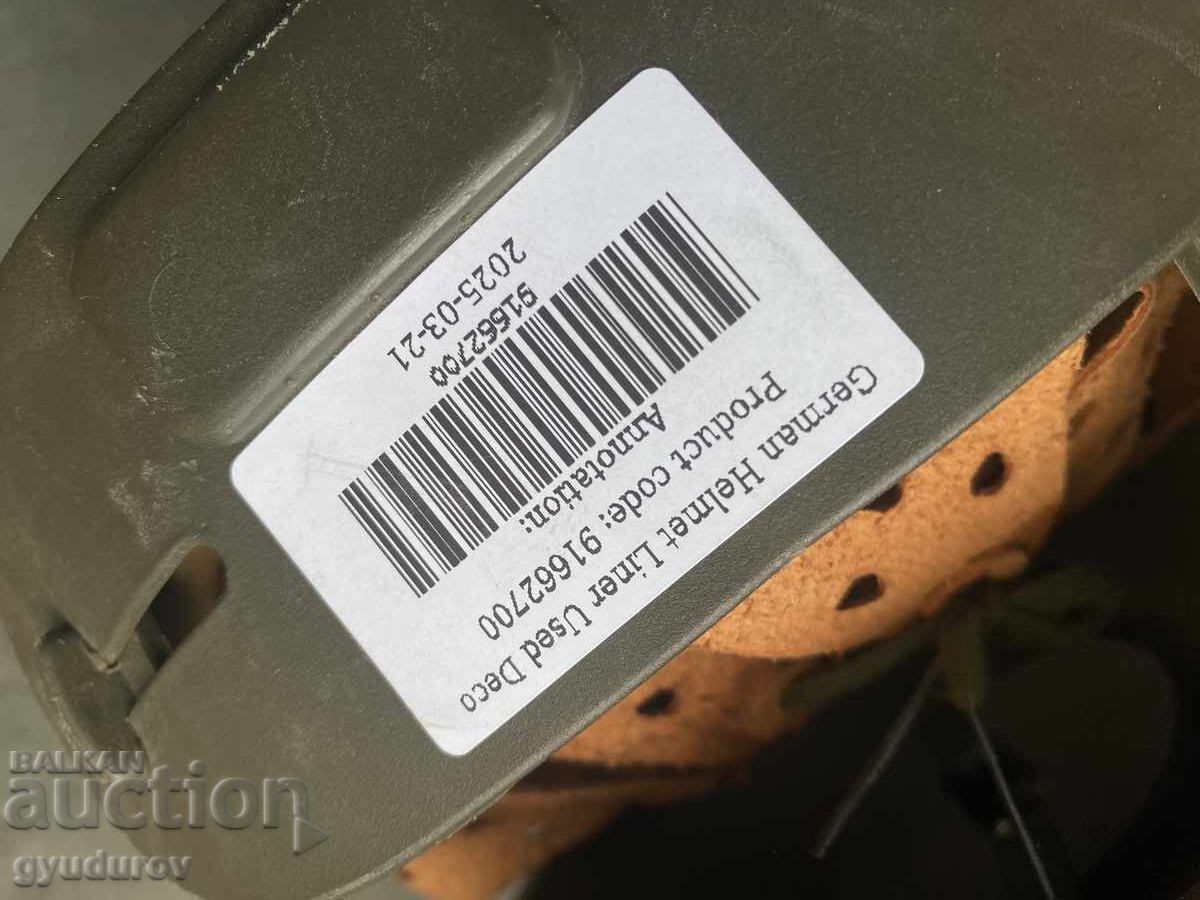 German Helmet Liner Used Deco
Product code: 91662700
Annotation:
91662700
2025-03-21
BALKAN
auction
gyudurov